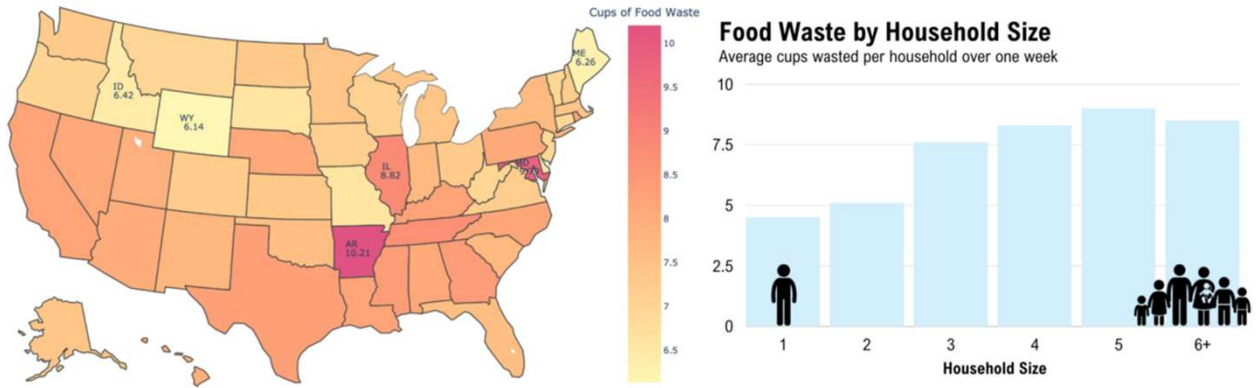 Cups of Food Waste
ME
6.26
ID
6.42
WY
6.14
IL
8.82
MD
AR
10.21
10
9.5
9
8.5
8
7.5
7
6.5
Food Waste by Household Size
Average cups wasted per household over one week
10
7.5
5
2.5
0
1 2 3 4 5 6+
Household Size